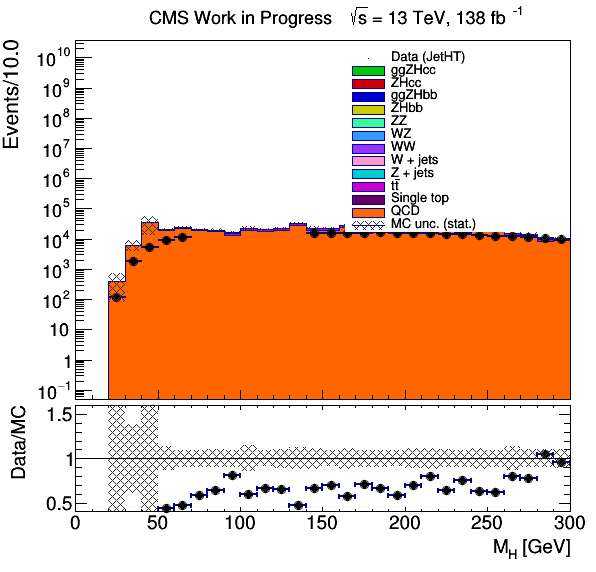 CMS Work in Progress √s = 13 TeV, 138 fb⁻¹
Events/10.0
10¹⁰
10⁹
10⁸
10⁷
10⁶
10⁵
10⁴
10³
10²
10
1
10⁻¹
Data (JetHT)
ggZHcc
ZHcc
ggZHbb
ZHbb
ZZ
WZ
WW
W + jets
Z + jets
tt̄
Single top
QCD
MC unc. (stat.)
Data/MC
1.5
1
0.5
0 50 100 150 200 250 300
M_H [GeV]